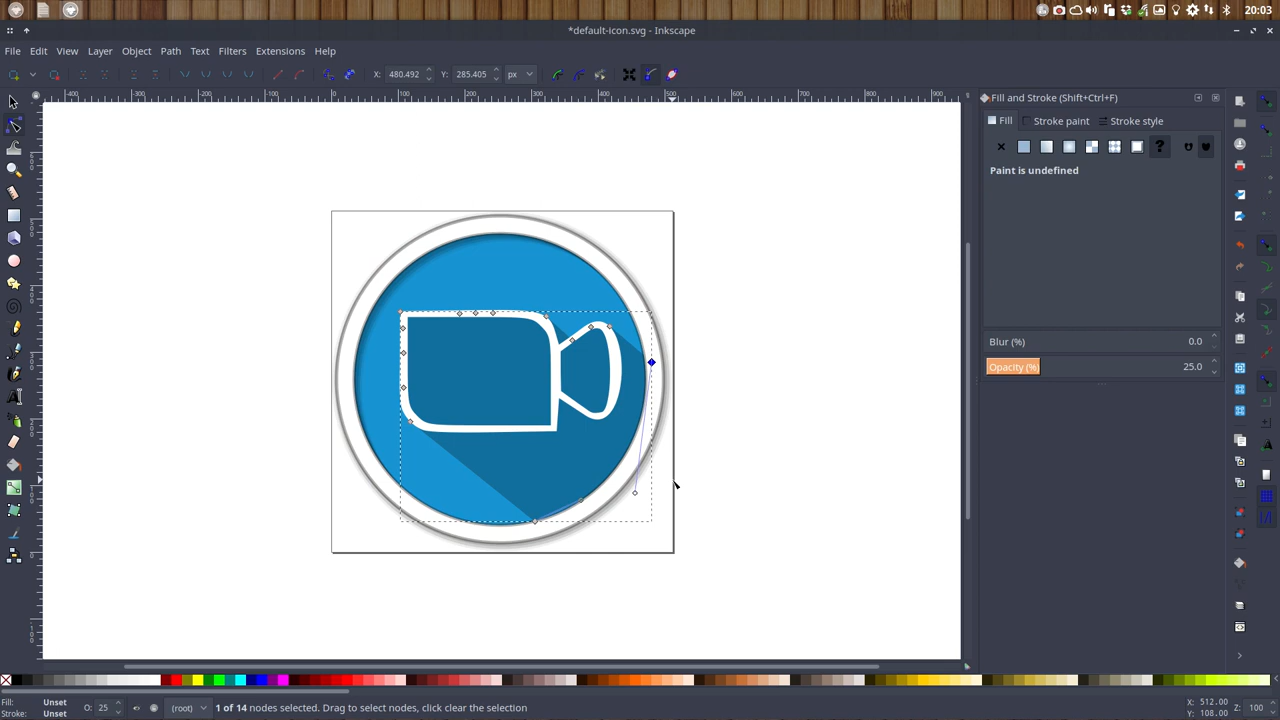 20:03
*default-icon.svg - Inkscape
File Edit View Layer Object Path Text Filters Extensions Help
X: 480.492 Y: 285.405 px
Fill and Stroke (Shift+Ctrl+F)
Fill Stroke paint Stroke style
Paint is undefined
Blur (%) 0.0
Opacity (%) 25.0
Fill: Unset
Stroke: Unset
O: 25
(root)
1 of 14 nodes selected. Drag to select nodes, click clear the selection
X: 512.00
Y: 108.00
Z: 100